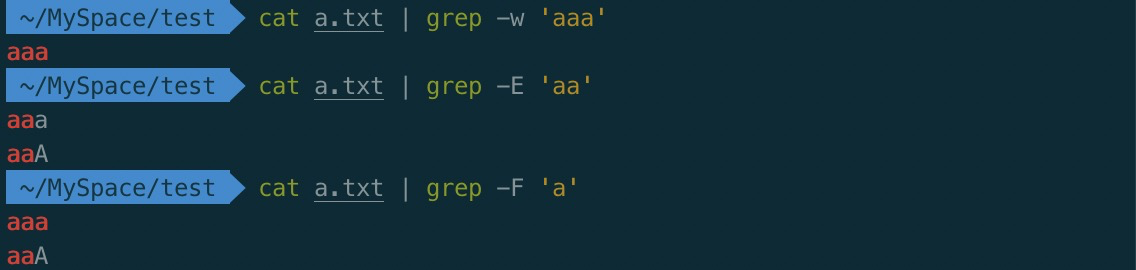 ~/MySpace/test cat a.txt | grep -w 'aaa'
aaa
~/MySpace/test cat a.txt | grep -E 'aa'
aaa
aaA
~/MySpace/test cat a.txt | grep -F 'a'
aaa
aaA